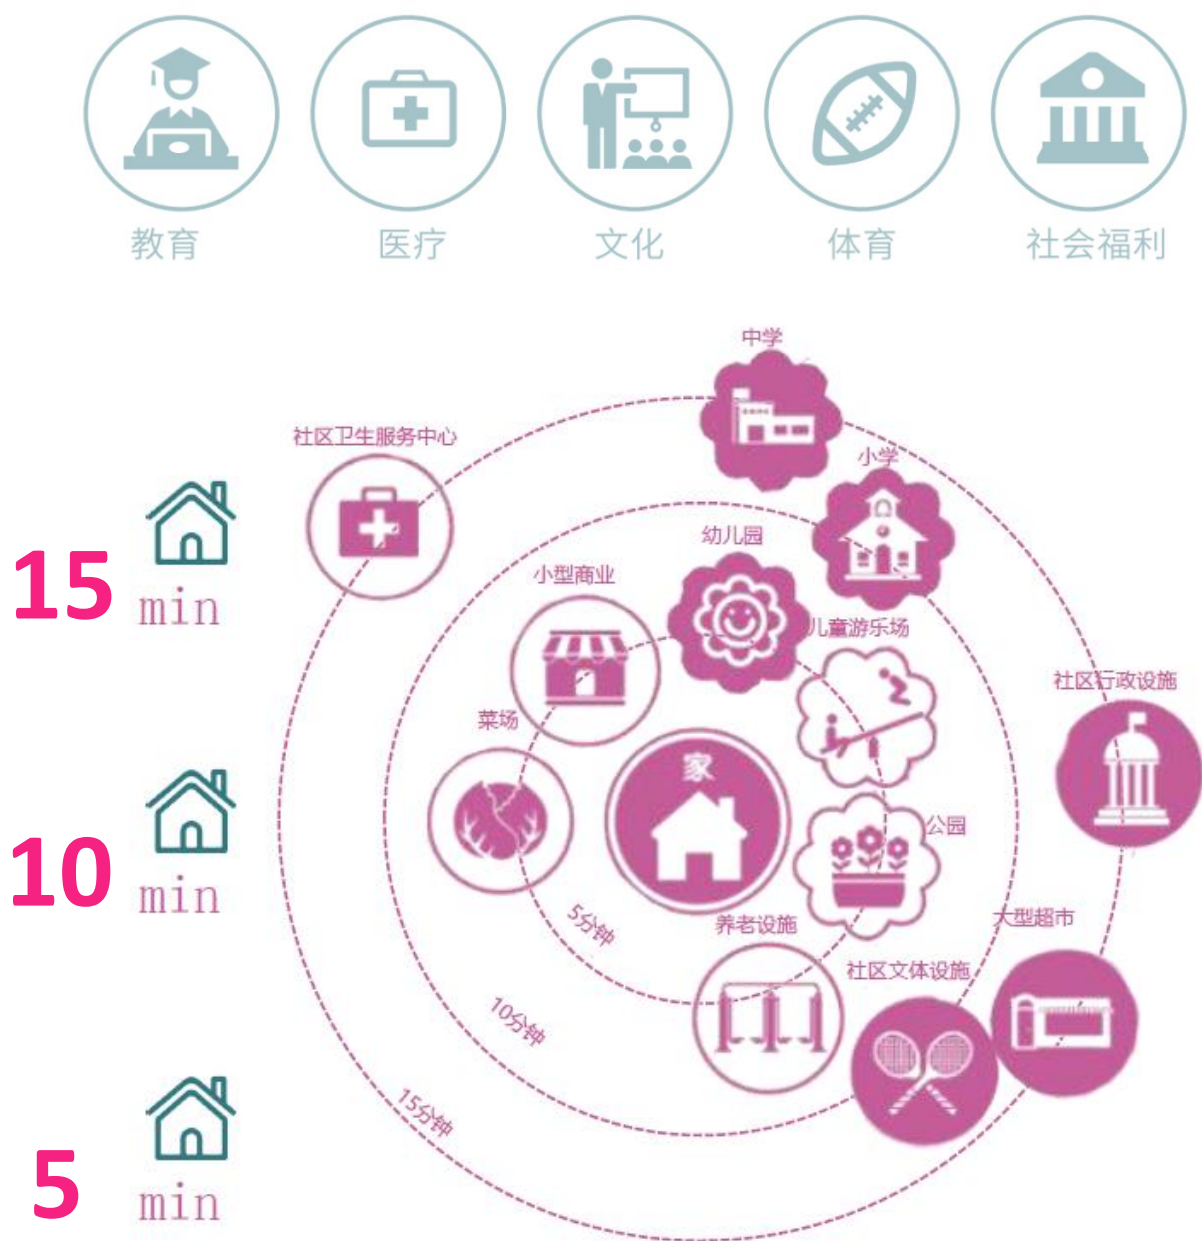 教育
医疗
文化
体育
社会福利
中学
社区卫生服务中心
小学
幼儿园
小型商业
15
min
儿童游乐场
社区行政设施
菜场
家
10
min
公园
5分钟
养老设施
大型超市
社区文体设施
10分钟
15分钟
5
min